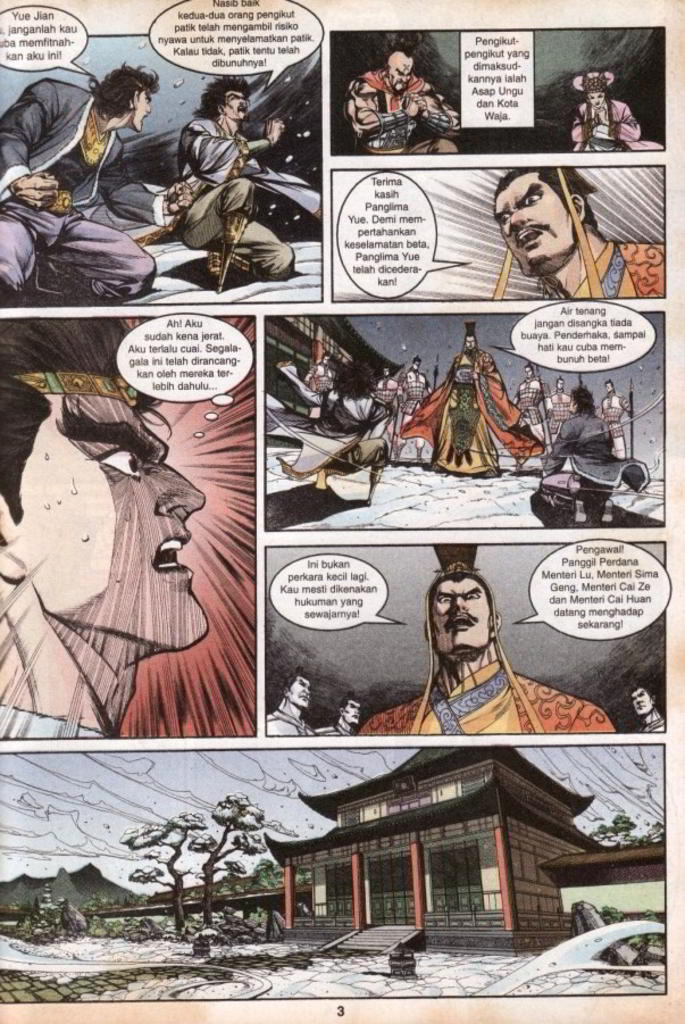 Yue Jian
janganlah kau
uba memfitnah-
kan aku ini!
Nasib baik
kedua-dua orang pengikut
patik telah mengambil risiko
nyawa untuk menyelamatkan patik.
Kalau tidak, patik tentu telah
dibunuhnya!
Pengikut-
pengikut yang
dimaksud-
kannya ialah
Asap Ungu
dan Kota
Waja.
Terima
kasih
Panglima
Yue. Demi mem-
pertahankan
keselamatan beta,
Panglima Yue
telah dicedera-
kan!
Ah! Aku
sudah kena jerat.
Aku terlalu cuai. Segala-
gala ini telah dirancang-
kan oleh mereka ter-
lebih dahulu...
Air tenang
jangan disangka tiada
buaya. Penderhaka, sampai
hati kau cuba mem-
bunuh beta!
Ini bukan
perkara kecil lagi.
Kau mesti dikenakan
hukuman yang
sewajarnya!
Pengawal!
Panggil Perdana
Menteri Lu, Menteri Sima
Geng, Menteri Cai Ze
dan Menteri Cai Huan
datang menghadap
sekarang!
3